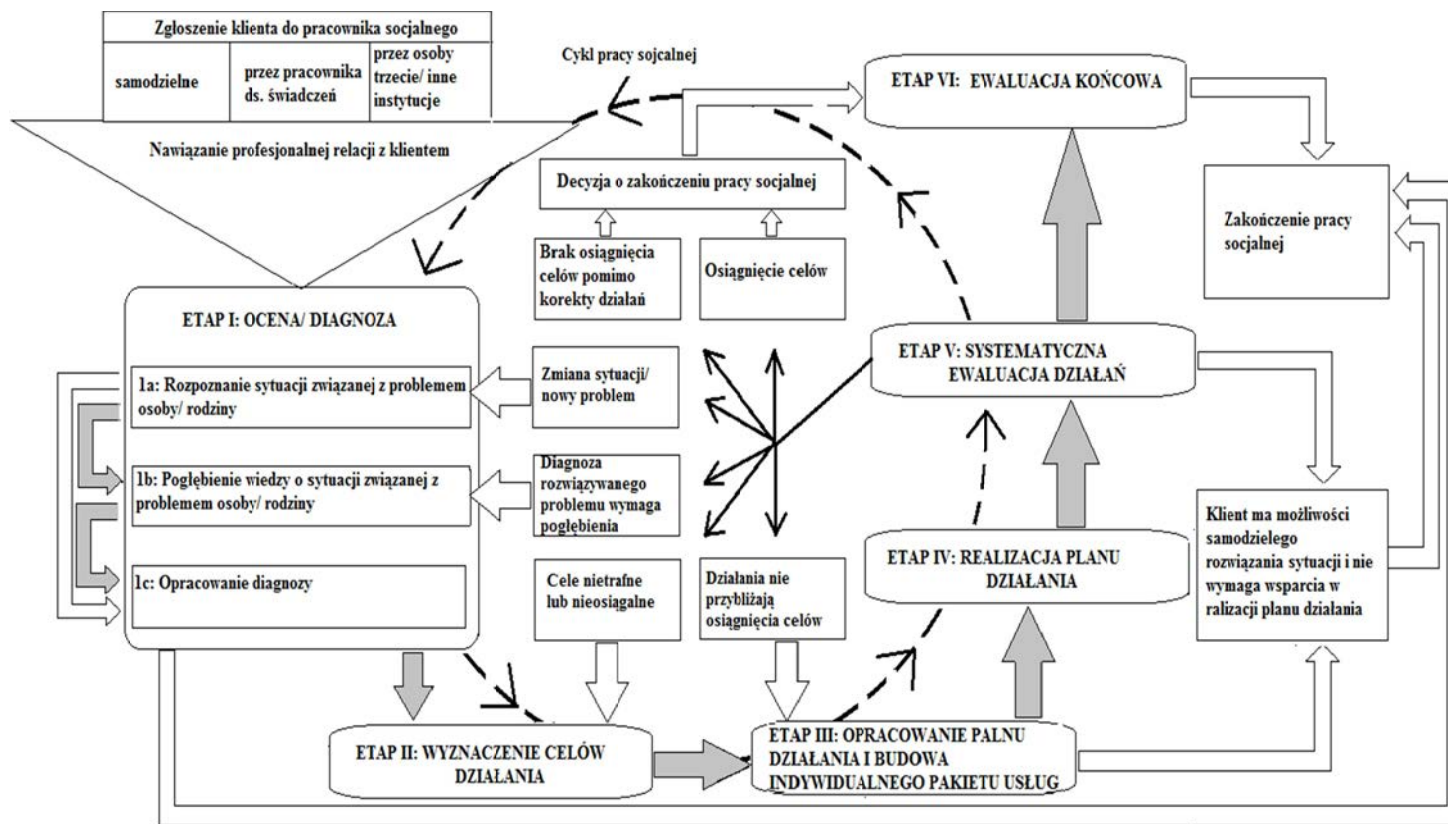 Zgłoszenie klienta do pracownika socjalnego
samodzielne
przez pracownika
ds. świadczeń
przez osoby
trzecie/ inne
instytucje
Nawiązanie profesjonalnej relacji z klientem
Cykl pracy sojcalnej
ETAP VI: EWALUACJA KOŃCOWA
Decyzja o zakończeniu pracy socjalnej
Zakończenie pracy
socjalnej
Brak osiągnięcia
celów pomimo
korekty działań
Osiągnięcie celów
ETAP I: OCENA/ DIAGNOZA
1a: Rozpoznanie sytuacji związanej z problemem
osoby/ rodziny
1b: Pogłębienie wiedzy o sytuacji związanej z
problemem osoby/ rodziny
1c: Opracowanie diagnozy
Zmiana sytuacji/
nowy problem
Diagnoza
rozwiązywanego
problemu wymaga
pogłębienia
Cele nietrafne
lub nieosiągalne
Działania nie
przybliżają
osiągnięcia celów
ETAP V: SYSTEMATYCZNA
EWALUACJA DZIAŁAŃ
ETAP IV: REALIZACJA PLANU
DZIAŁANIA
Klient ma możliwości
samodzielego
rozwiązania sytuacji i nie
wymaga wsparcia w
ralizacji planu działania
ETAP II: WYZNACZENIE CELÓW
DZIAŁANIA
ETAP III: OPRACOWANIE PALNU
DZIAŁANIA I BUDOWA
INDYWIDUALNEGO PAKIETU USŁUG